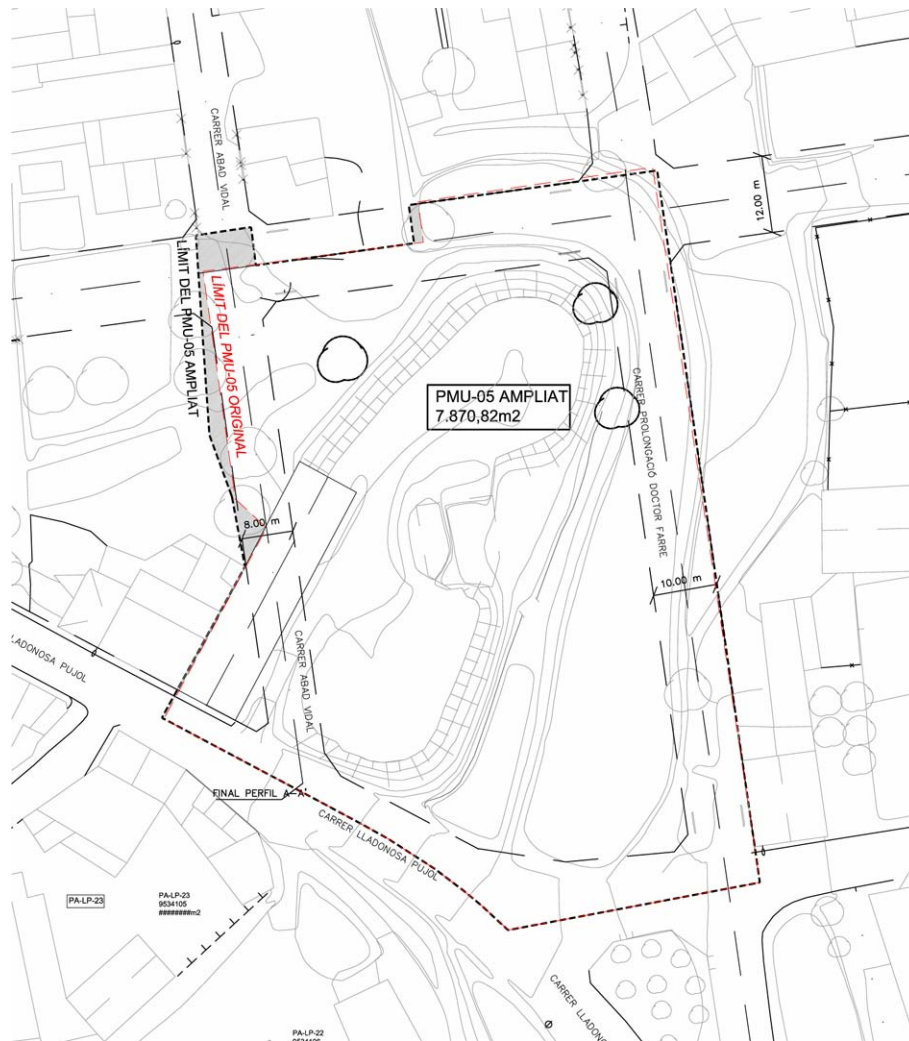 CARRER ABAD VIDAL
12.00 m
LÍMIT DEL PMU-05 AMPLIAT
LÍMIT DEL PMU-05 ORIGINAL
PMU-05 AMPLIAT
7.870,82m2
CARRER PROLONGACIÓ DOCTOR FARRE
8.00 m
10.00 m
LADONOSA PUJOL
CARRER ABAD VIDAL
FINAL PERFIL A-A'
CARRER LLADONOSA PUJOL
PA-LP-23
PA-LP-23
9534105
########m2
CARRER LLADONO
PA-LP-22